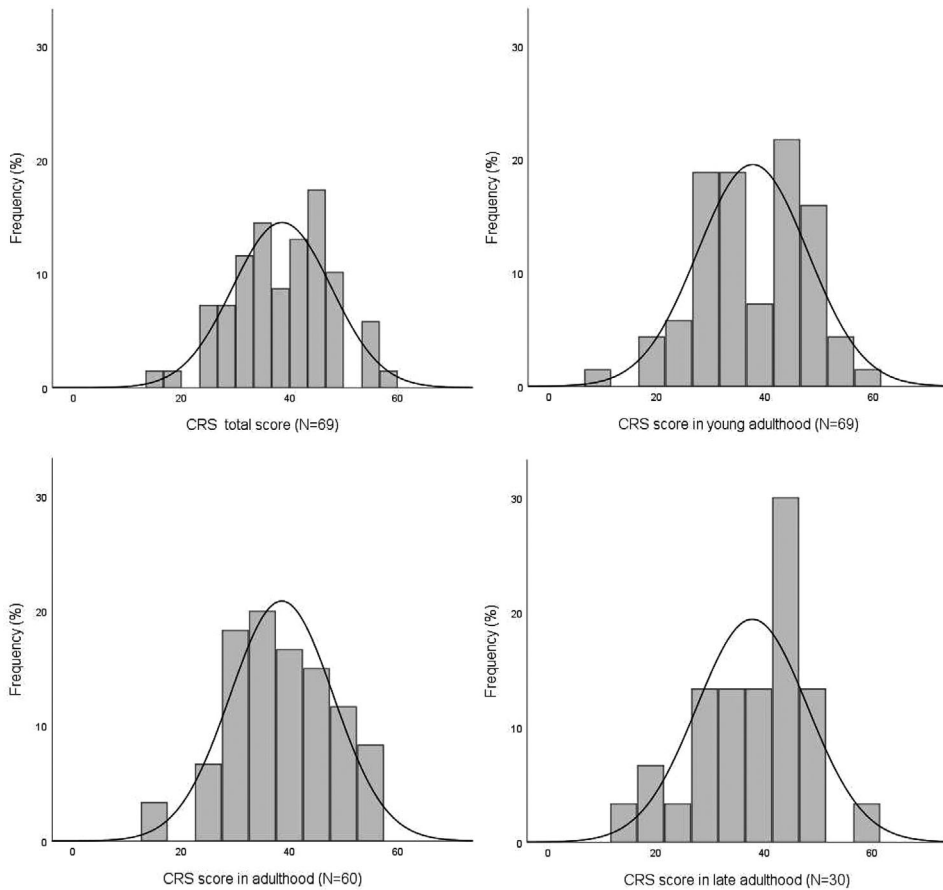 30
20
10
0
Frequency (%)
0 20 40 60
CRS total score (N=69)
30
20
10
0
Frequency (%)
0 20 40 60
CRS score in young adulthood (N=69)
30
20
10
0
Frequency (%)
0 20 40 60
CRS score in adulthood (N=60)
30
20
10
0
Frequency (%)
0 20 40 60
CRS score in late adulthood (N=30)